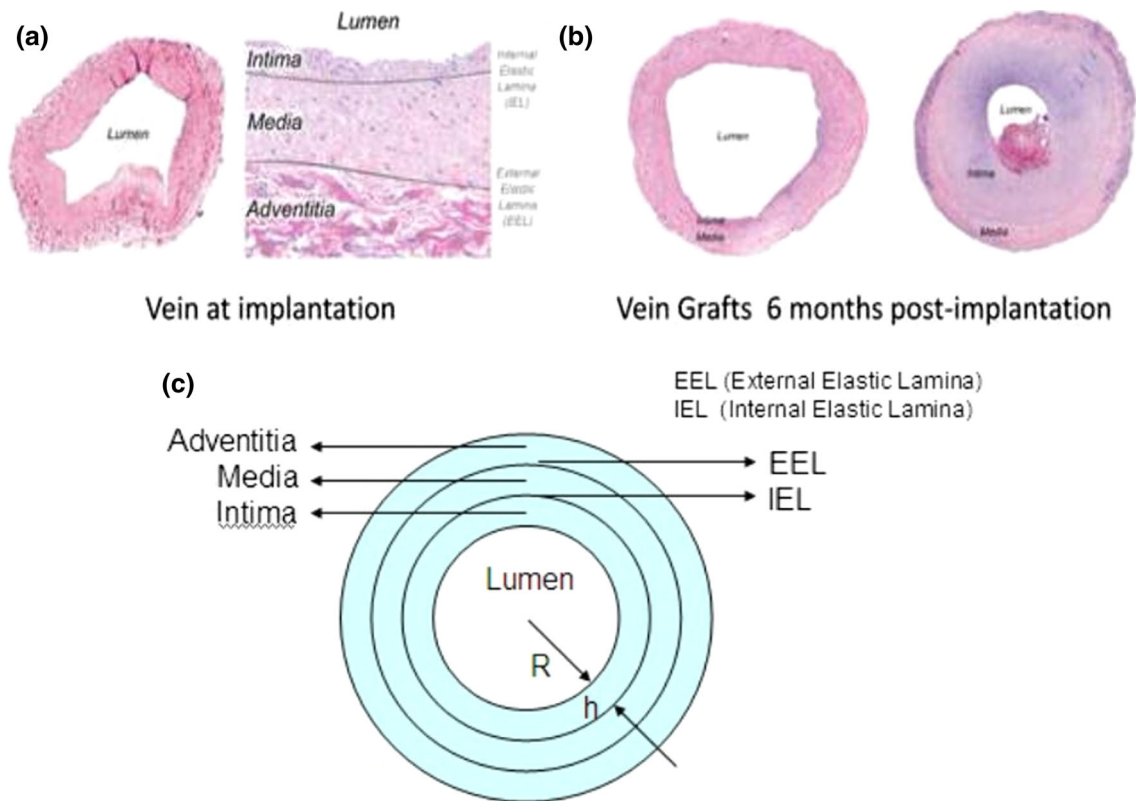 (a)
Lumen
Lumen
Intima
Media
Adventitia
Internal
Elastic
Lamina
(IEL)
External
Elastic
Lamina
(EEL)
Vein at implantation
(b)
Lumen
Intima
Media
Lumen
Intima
Media
Vein Grafts 6 months post-implantation
(c)
EEL (External Elastic Lamina)
IEL (Internal Elastic Lamina)
Adventitia
Media
Intima
EEL
IEL
Lumen
R
h